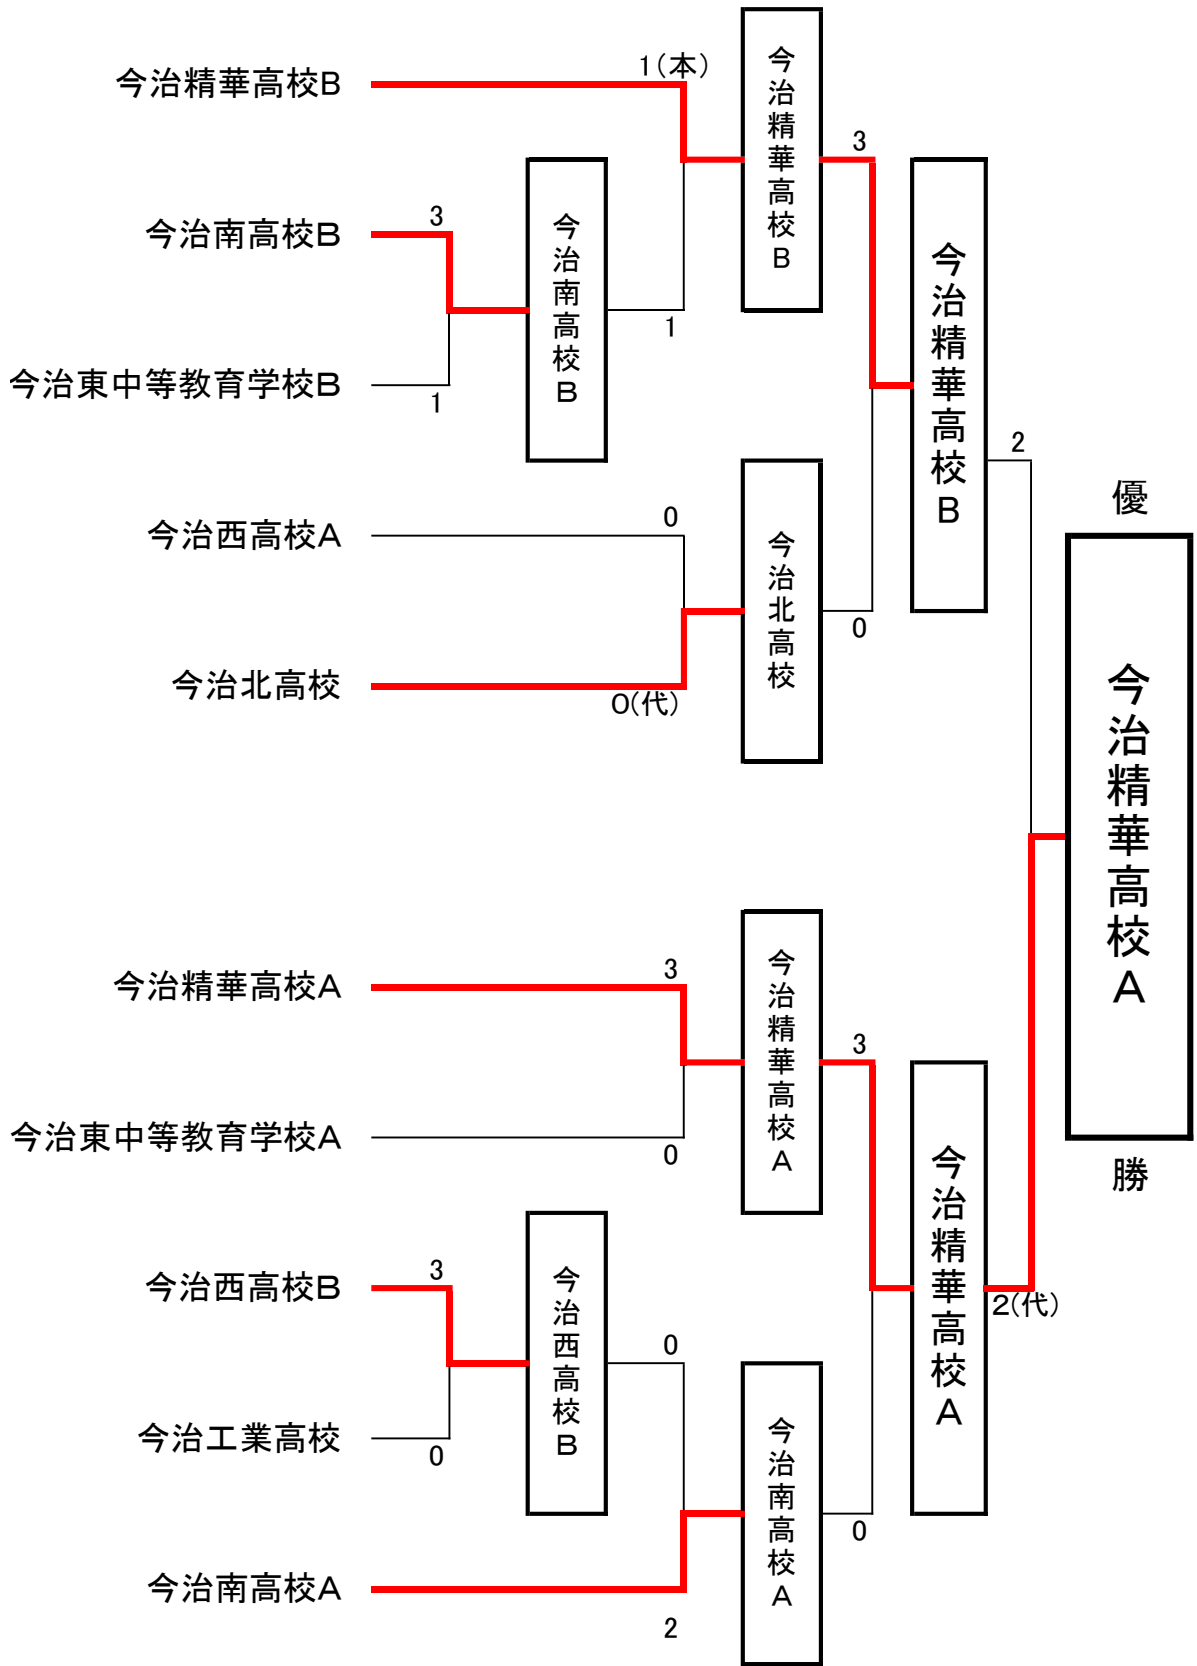 今治精華高校B
今治南高校B
今治東中等教育学校B
今治西高校A
今治北高校
今治精華高校A
今治東中等教育学校A
今治西高校B
今治工業高校
今治南高校A
3
1
3
0
今治南高校B
今治西高校B
1(本)
1
0
0(代)
3
0
0
2
今治精華高校B
今治北高校
今治精華高校A
今治南高校A
3
0
3
0
今治精華高校B
今治精華高校A
2
2(代)
優
今治精華高校A
勝